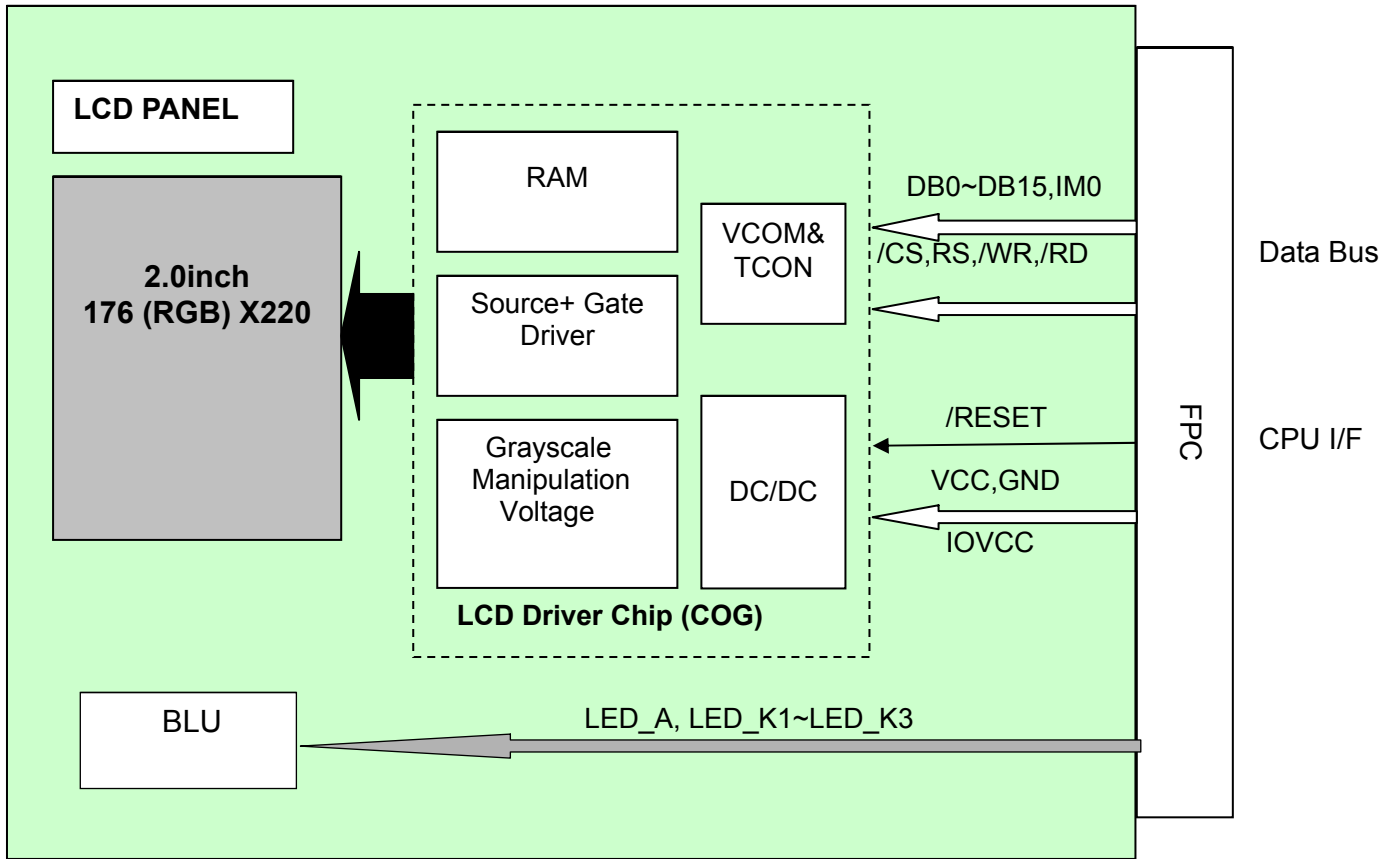 LCD PANEL
2.0inch
176 (RGB) X220
RAM
Source+ Gate
Driver
Grayscale
Manipulation
Voltage
VCOM&
TCON
DC/DC
LCD Driver Chip (COG)
DB0~DB15,IM0
/CS,RS,/WR,/RD
/RESET
VCC,GND
IOVCC
FPC
Data Bus
CPU I/F
BLU
LED_A, LED_K1~LED_K3